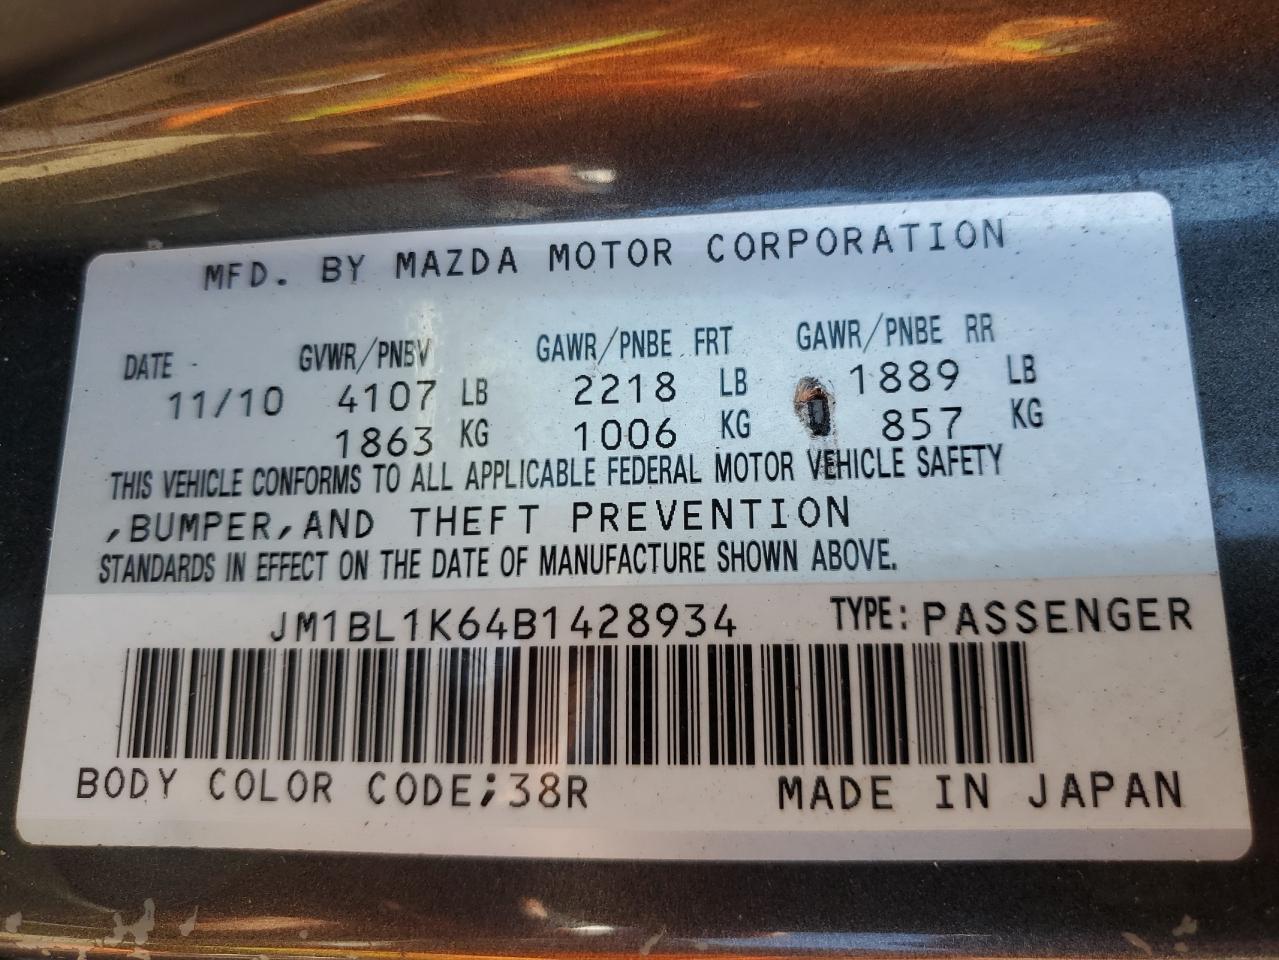 MFD. BY MAZDA MOTOR CORPORATION
DATE GVWR/PNBV GAWR/PNBE FRT GAWR/PNBE RR
11/10 4107 LB 2218 LB 1889 LB
1863 KG 1006 KG 857 KG
THIS VEHICLE CONFORMS TO ALL APPLICABLE FEDERAL MOTOR VEHICLE SAFETY
,BUMPER,AND THEFT PREVENTION
STANDARDS IN EFFECT ON THE DATE OF MANUFACTURE SHOWN ABOVE.
JM1BL1K64B1428934 TYPE: PASSENGER
BODY COLOR CODE;38R MADE IN JAPAN